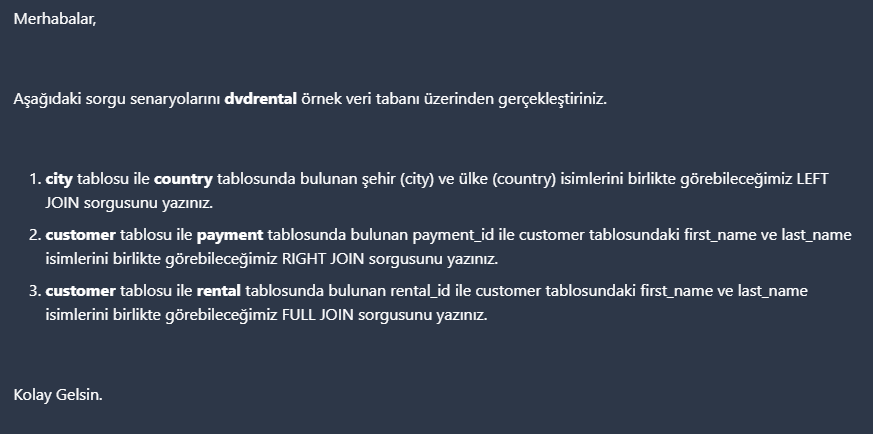 Merhabalar,
Aşağıdaki sorgu senaryolarını dvdrental örnek veri tabanı üzerinden gerçekleştiriniz.
1. city tablosu ile country tablosunda bulunan şehir (city) ve ülke (country) isimlerini birlikte görebileceğimiz LEFT
JOIN sorgusunu yazınız.
2. customer tablosu ile payment tablosunda bulunan payment_id ile customer tablosundaki first_name ve last_name
isimlerini birlikte görebileceğimiz RIGHT JOIN sorgusunu yazınız.
3. customer tablosu ile rental tablosunda bulunan rental_id ile customer tablosundaki first_name ve last_name
isimlerini birlikte görebileceğimiz FULL JOIN sorgusunu yazınız.
Kolay Gelsin.